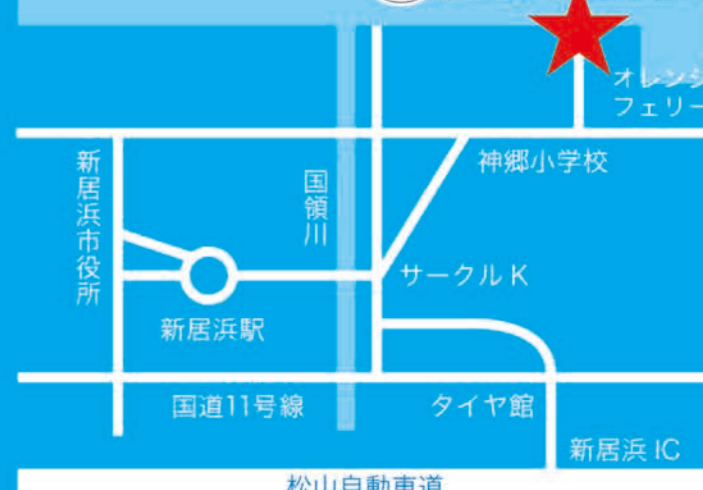 オレンジ
フェリー
神郷小学校
新居浜市役所
国領川
サークルK
新居浜駅
国道11号線
タイヤ館
新居浜 IC
松山自動車道